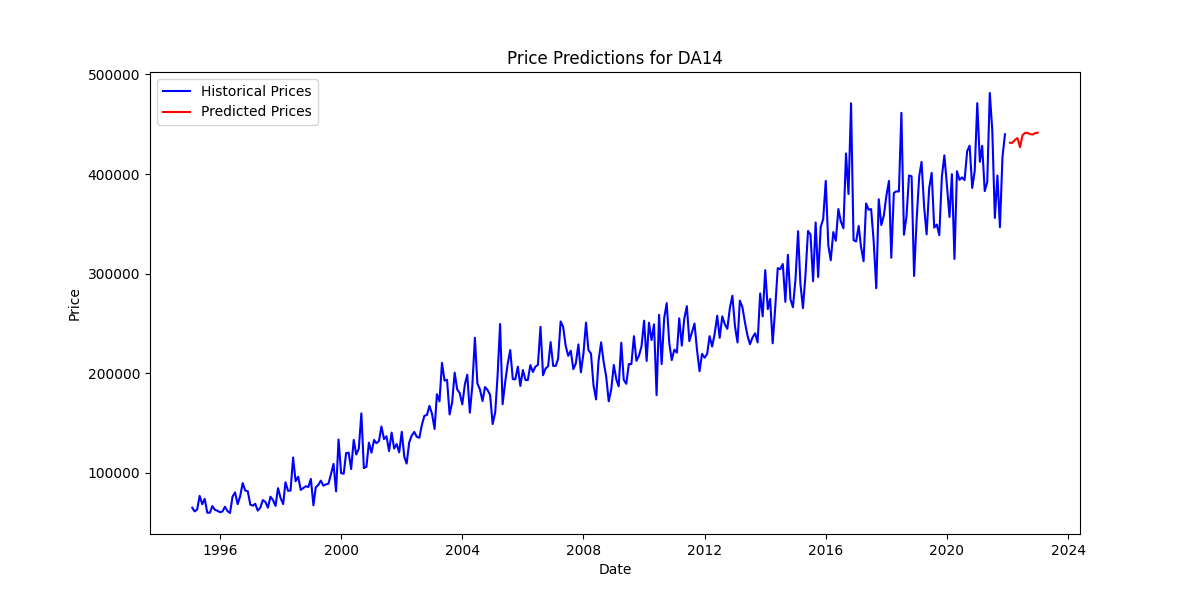 Price Predictions for DA14
500000
400000
300000
200000
100000
Price
Historical Prices
Predicted Prices
1996 2000 2004 2008 2012 2016 2020 2024
Date